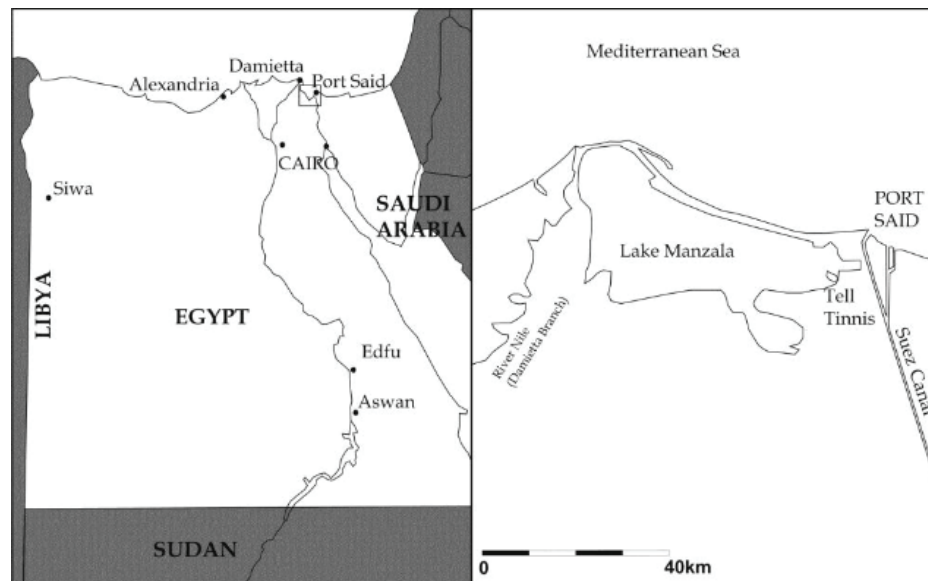 Damietta
Alexandria
Port Said
CAIRO
Siwa
SAUDI
ARABIA
LIBYA
EGYPT
Edfu
Aswan
SUDAN
Mediterranean Sea
PORT
SAID
Lake Manzala
Tell
Tinnis
River Nile
(Damietta Branch)
Suez Canal
0
40km